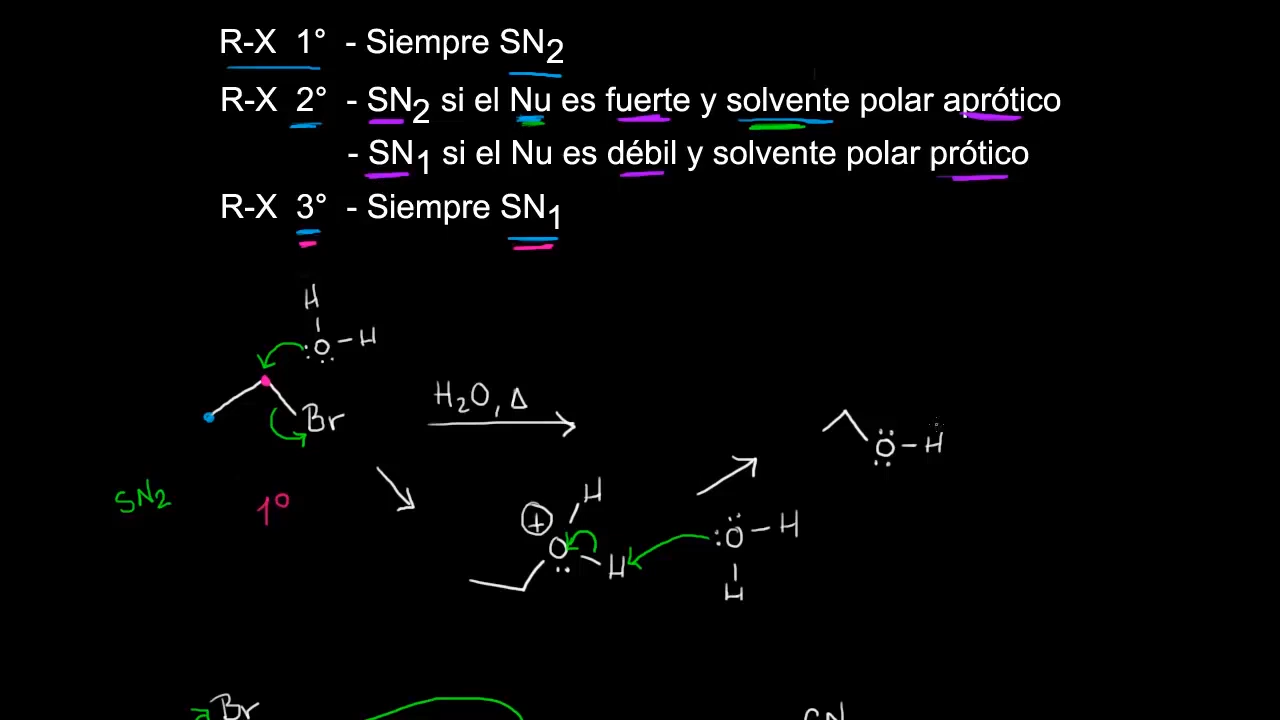 R-X 1° - Siempre SN2
R-X 2° - SN2 si el Nu es fuerte y solvente polar aprótico
- SN1 si el Nu es débil y solvente polar prótico
R-X 3° - Siempre SN1
H
:O-H
Br
H2O, Δ
O-H
SN2
1°
+
H
O
H
:O-H
H
Br
CN